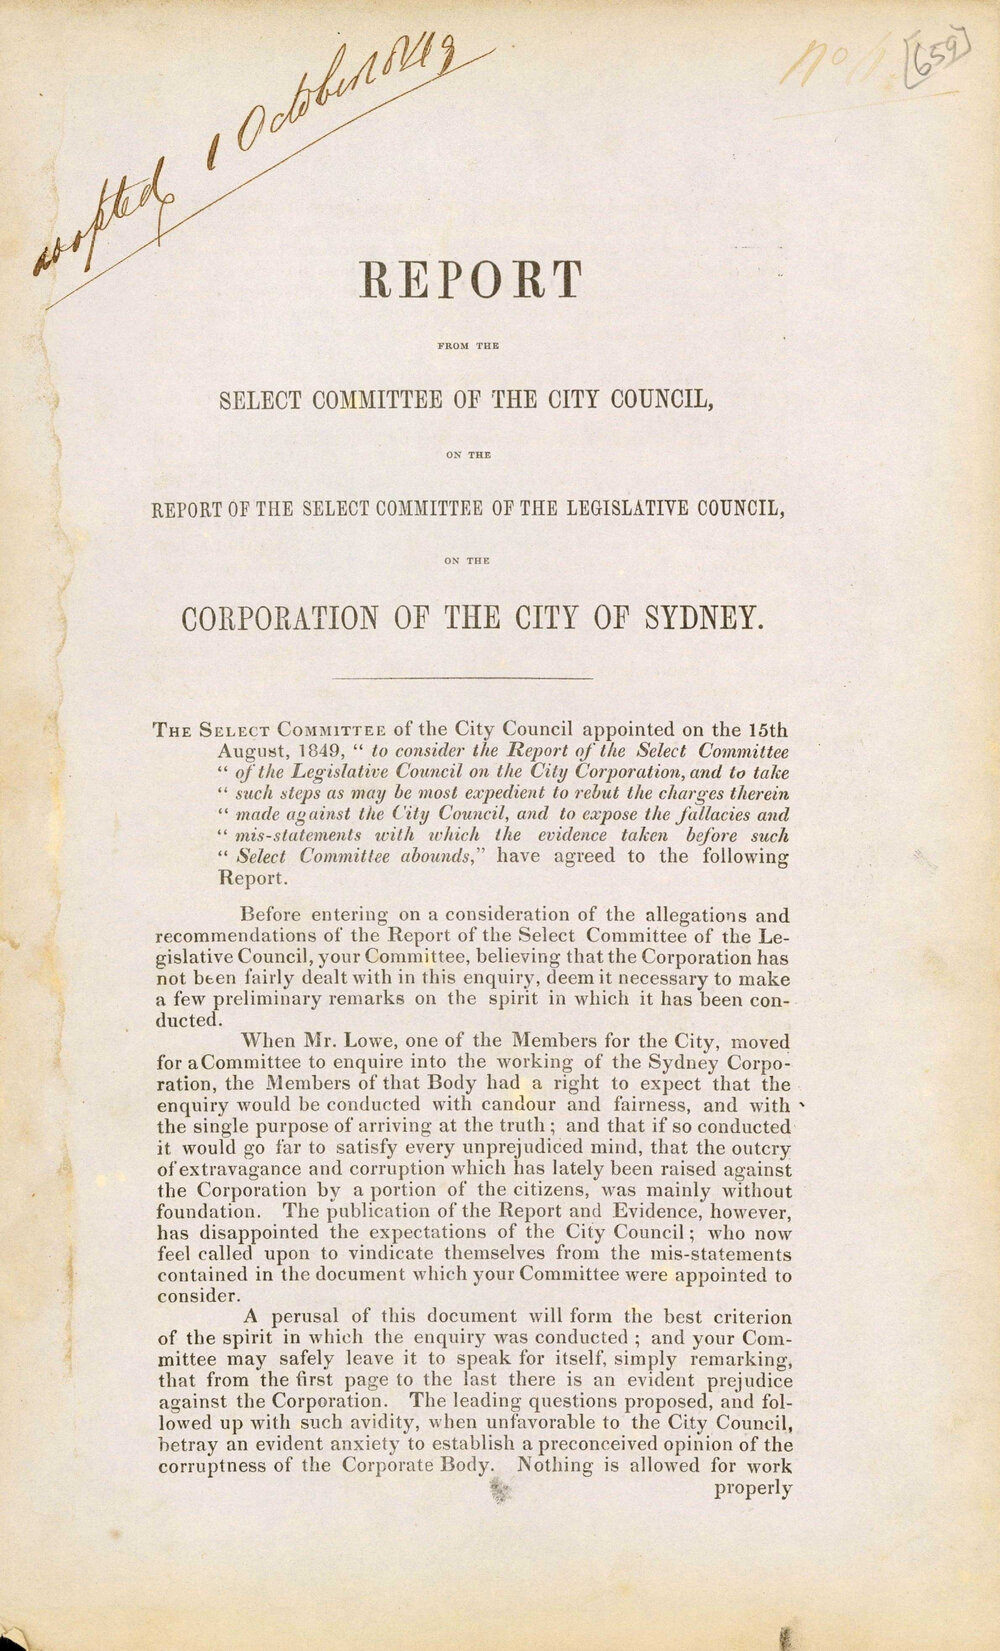 adopted 1 October 1849
No
[659]
REPORT
FROM THE
SELECT COMMITTEE OF THE CITY COUNCIL,
ON THE
REPORT OF THE SELECT COMMITTEE OF THE LEGISLATIVE COUNCIL,
ON THE
CORPORATION OF THE CITY OF SYDNEY.
THE SELECT COMMITTEE of the City Council appointed on the 15th
August, 1849, “ to consider the Report of the Select Committee
“ of the Legislative Council on the City Corporation, and to take
“ such steps as may be most expedient to rebut the charges therein
“ made against the City Council, and to expose the fallacies and
“ mis-statements with which the evidence taken before such
“ Select Committee abounds,” have agreed to the following
Report.
Before entering on a consideration of the allegations and
recommendations of the Report of the Select Committee of the Le-
gislative Council, your Committee, believing that the Corporation has
not been fairly dealt with in this enquiry, deem it necessary to make
a few preliminary remarks on the spirit in which it has been con-
ducted.
When Mr. Lowe, one of the Members for the City, moved
for a Committee to enquire into the working of the Sydney Corpo-
ration, the Members of that Body had a right to expect that the
enquiry would be conducted with candour and fairness, and with
the single purpose of arriving at the truth ; and that if so conducted
it would go far to satisfy every unprejudiced mind, that the outcry
of extravagance and corruption which has lately been raised against
the Corporation by a portion of the citizens, was mainly without
foundation. The publication of the Report and Evidence, however,
has disappointed the expectations of the City Council ; who now
feel called upon to vindicate themselves from the mis-statements
contained in the document which your Committee were appointed to
consider.
A perusal of this document will form the best criterion
of the spirit in which the enquiry was conducted ; and your Com-
mittee may safely leave it to speak for itself, simply remarking,
that from the first page to the last there is an evident prejudice
against the Corporation. The leading questions proposed, and fol-
lowed up with such avidity, when unfavorable to the City Council,
betray an evident anxiety to establish a preconceived opinion of the
corruptness of the Corporate Body. Nothing is allowed for work
properly